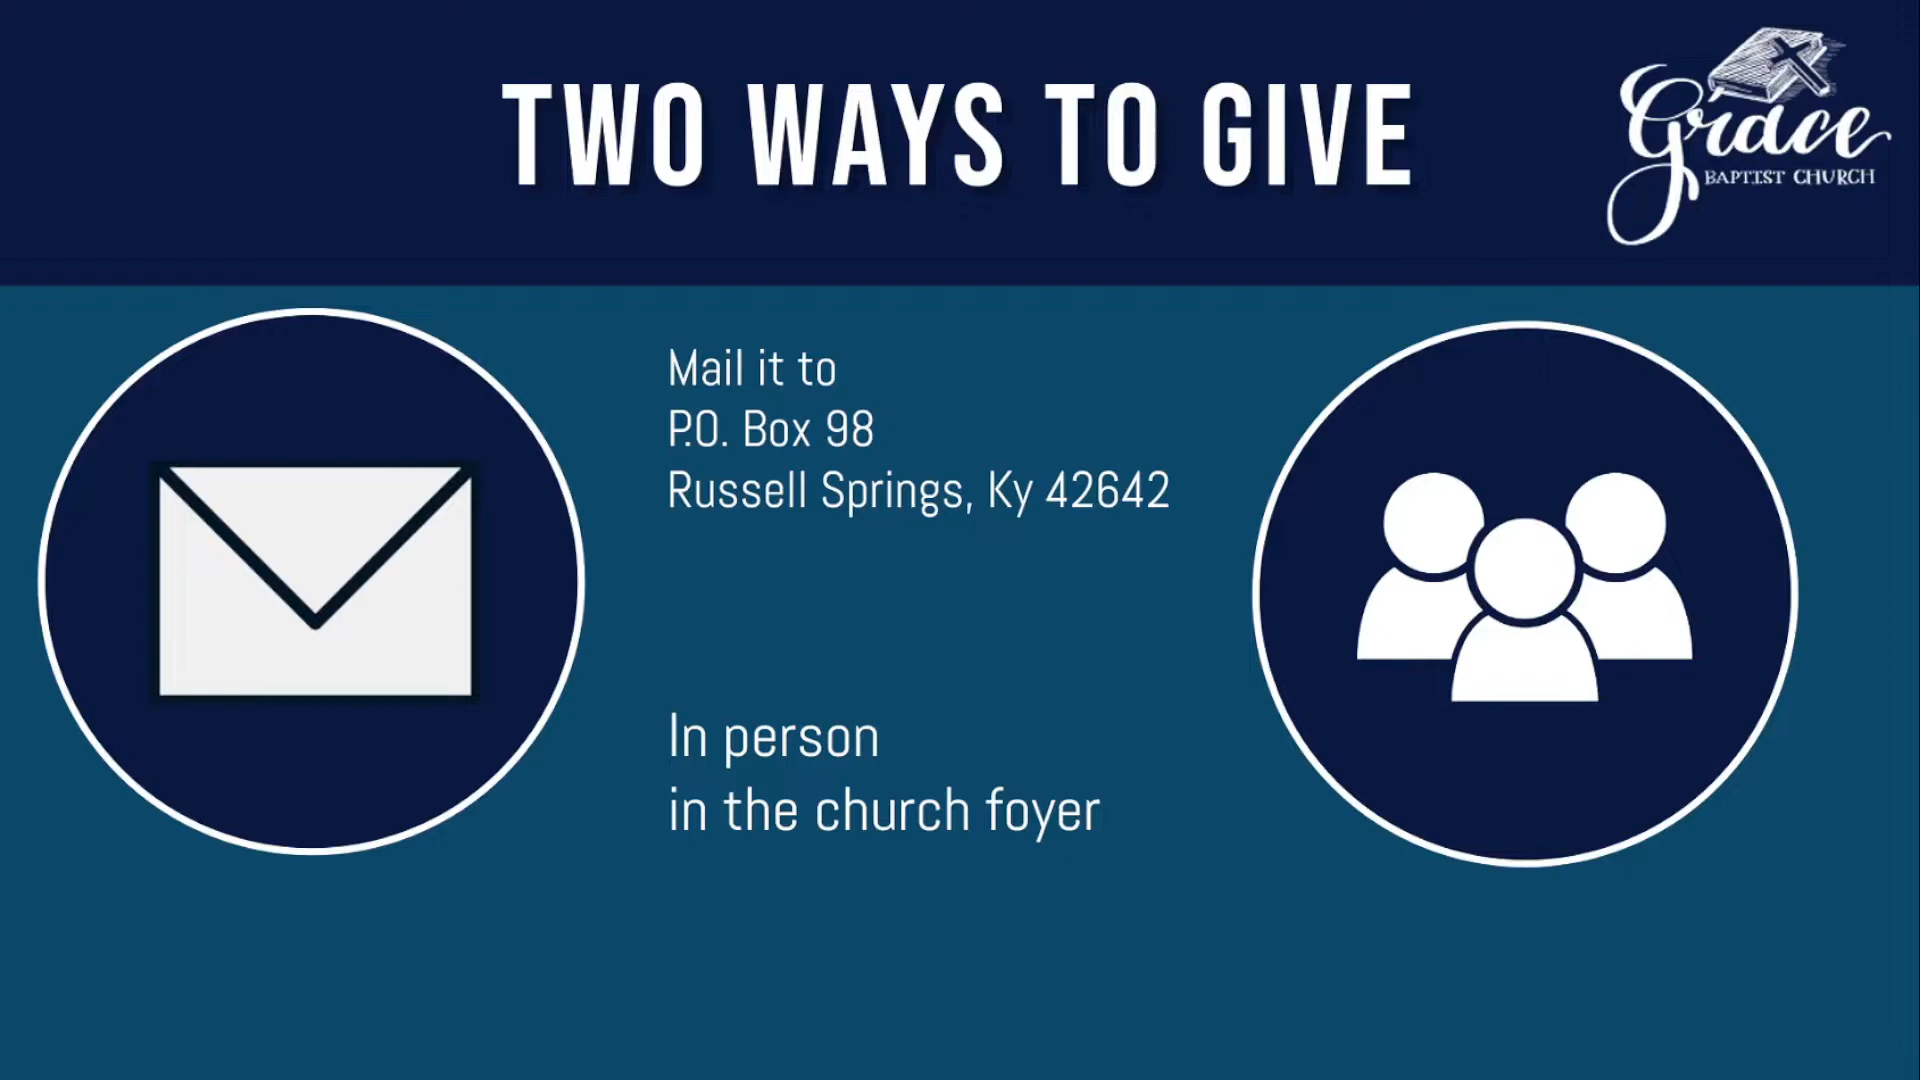 TWO WAYS TO GIVE
Grace
BAPTIST CHURCH
Mail it to
P.O. Box 98
Russell Springs, Ky 42642
In person
in the church foyer